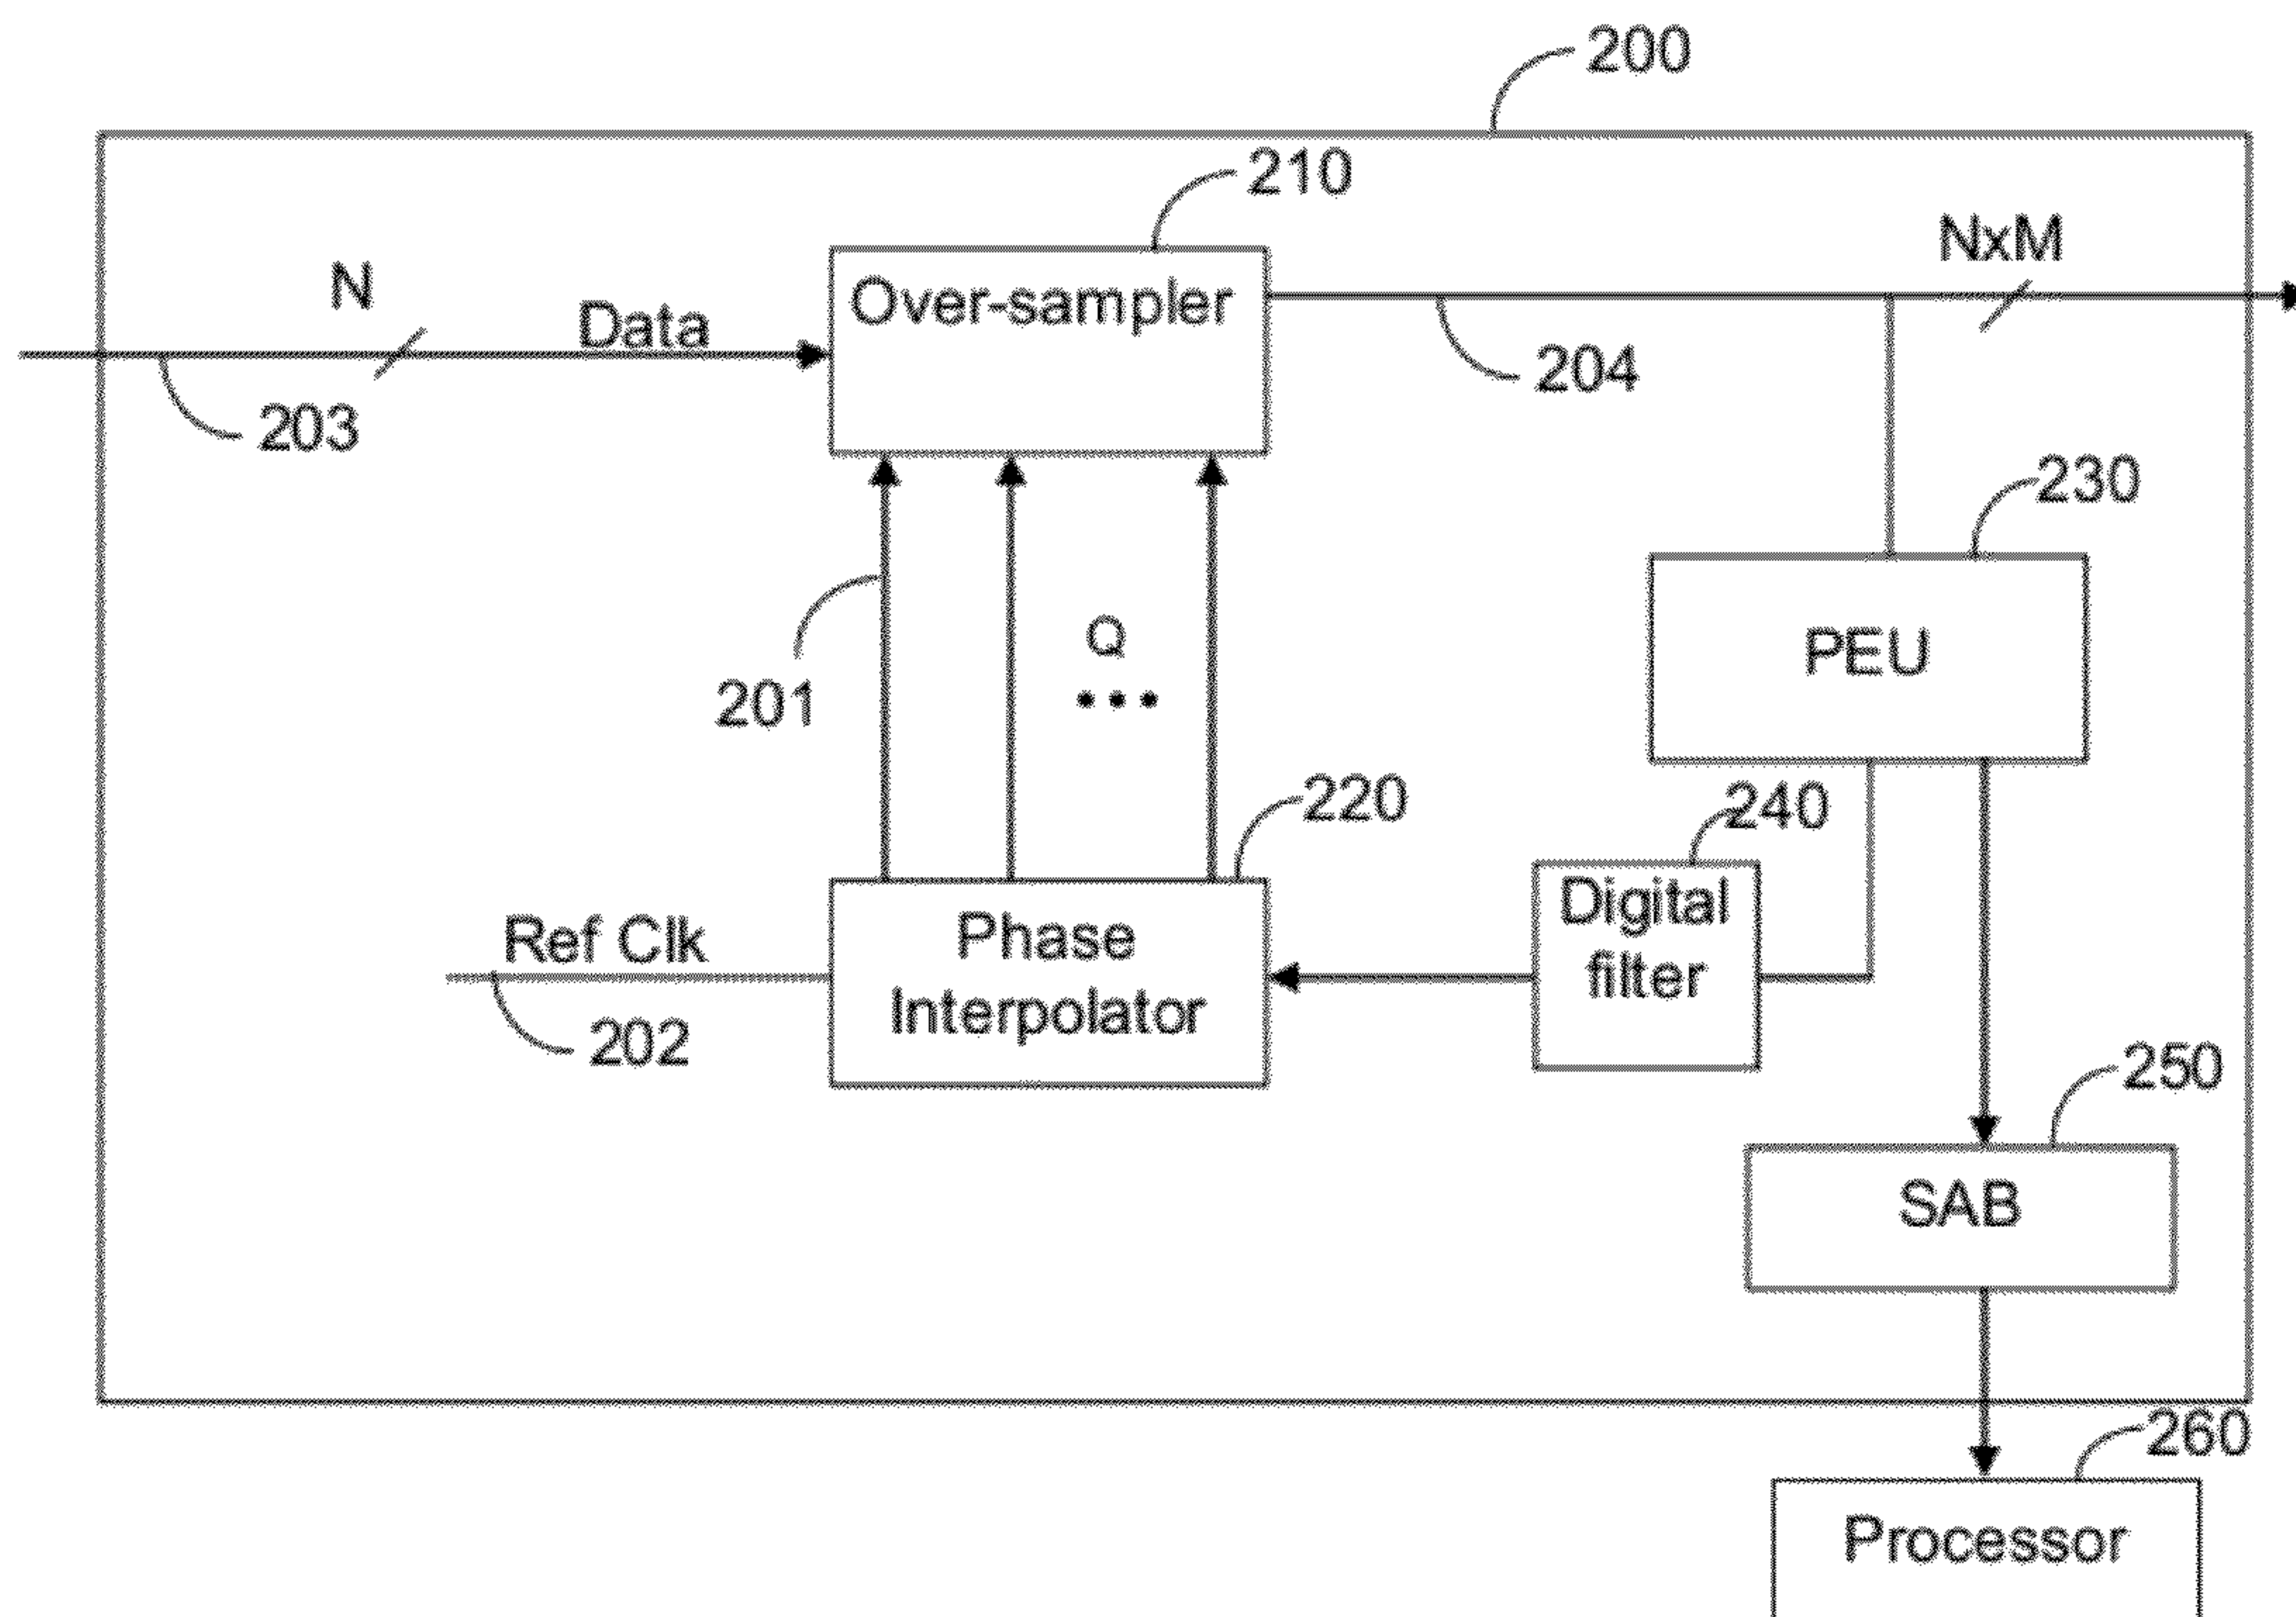 200
210
N
Data
Over-sampler
NxM
203
204
230
201
Q
...
PEU
220
240
Ref Clk
202
Phase
Interpolator
Digital
filter
250
SAB
260
Processor